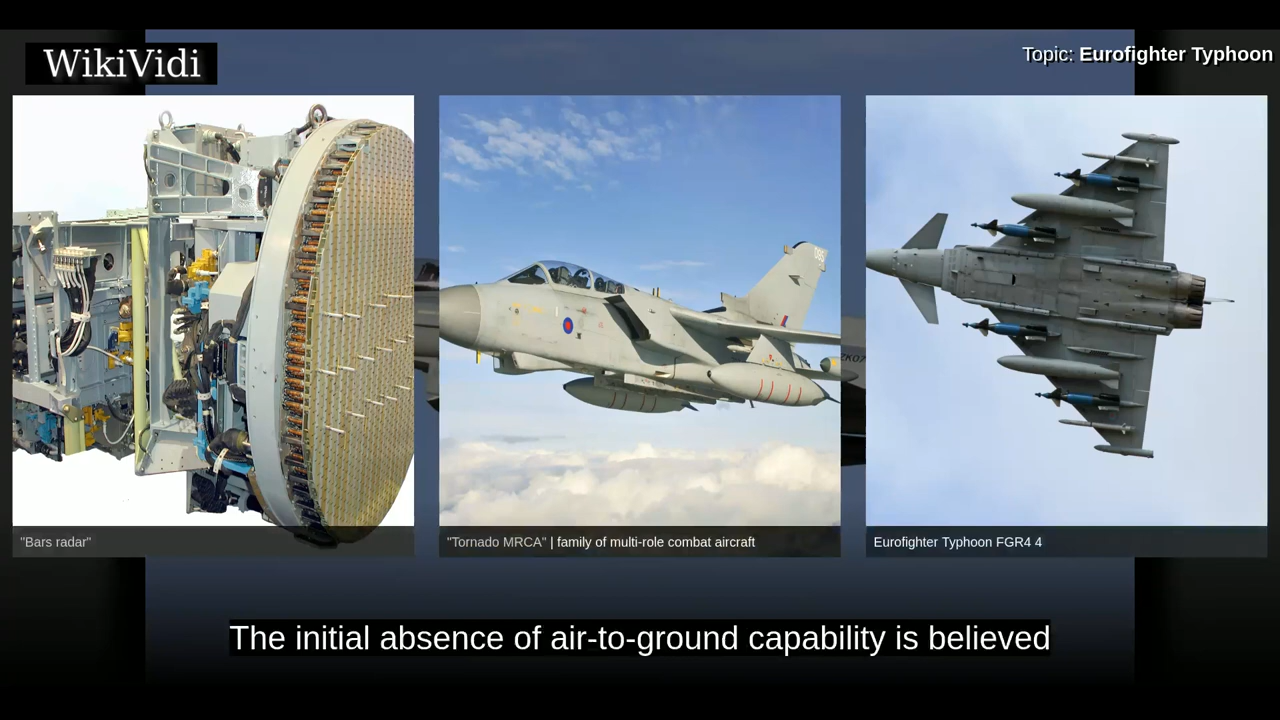 WikiVidi
Topic: Eurofighter Typhoon
"Bars radar"
"Tornado MRCA" | family of multi-role combat aircraft
Eurofighter Typhoon FGR4 4
The initial absence of air-to-ground capability is believed